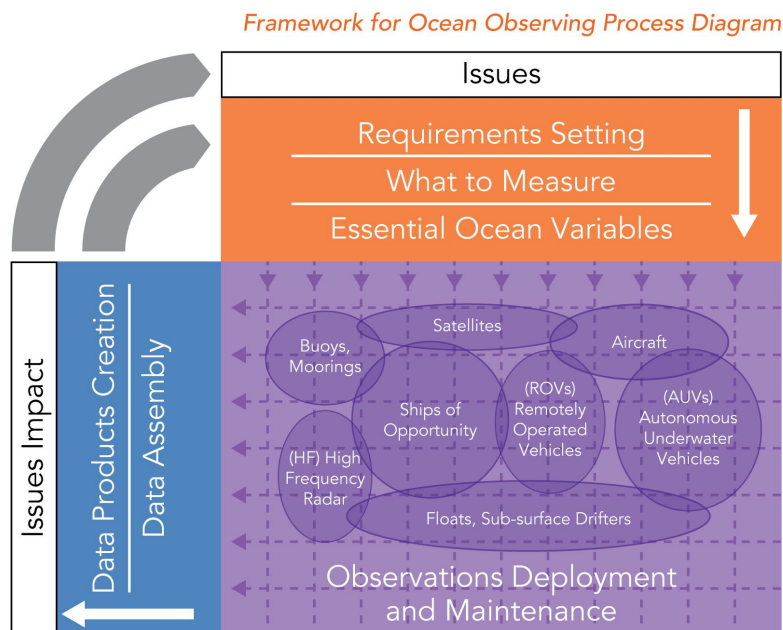 Framework for Ocean Observing Process Diagram
Issues
Requirements Setting
What to Measure
Essential Ocean Variables
Issues Impact
Data Products Creation
Data Assembly
Satellites
Buoys,
Moorings
Aircraft
Ships of
Opportunity
(ROVs)
Remotely
Operated
Vehicles
(AUVs)
Autonomous
Underwater
Vehicles
(HF) High
Frequency
Radar
Floats, Sub-surface Drifters
Observations Deployment
and Maintenance